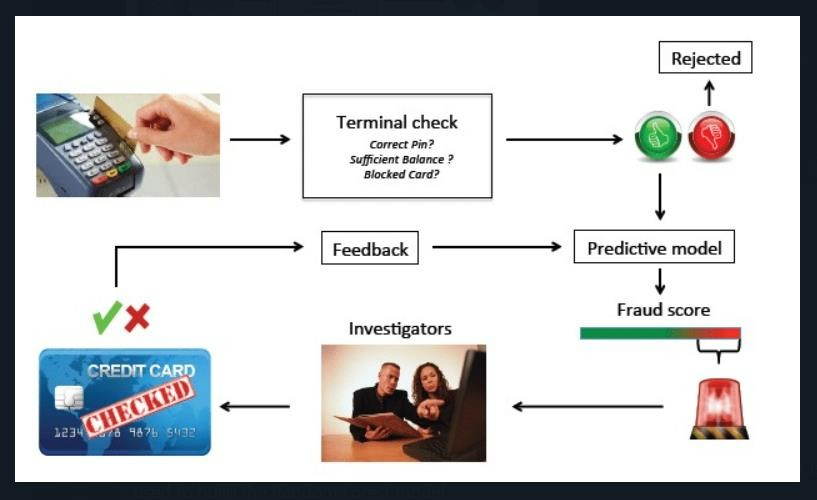 Rejected
Terminal check
Correct Pin?
Sufficient Balance ?
Blocked Card?
Feedback
Predictive model
Fraud score
Investigators
CREDIT CARD
CHECKED
1234 5678 9876 5432